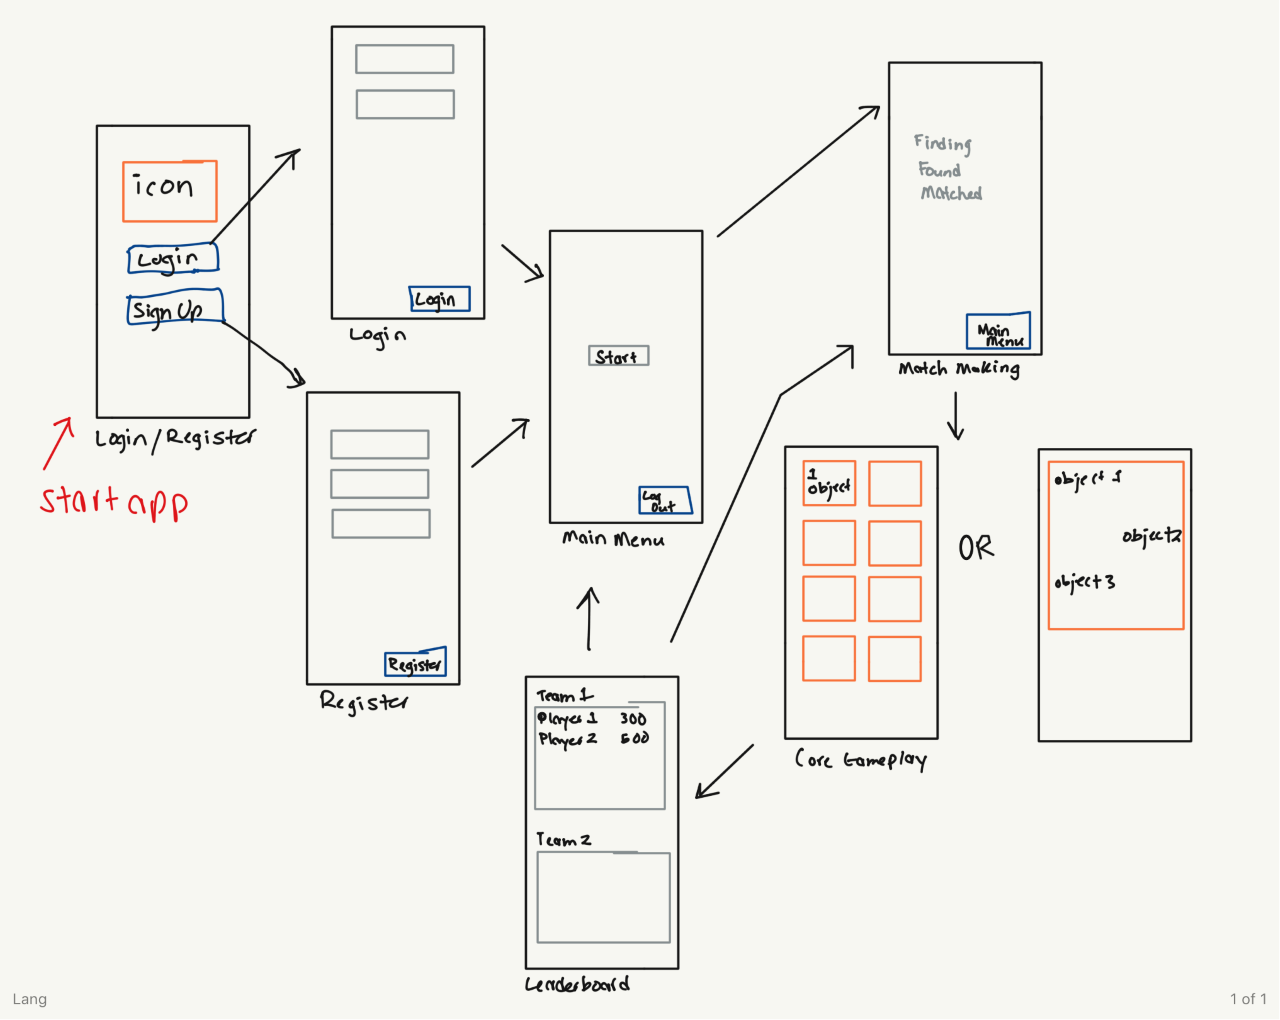 icon
Login
Sign Up
Login/Register
start app
Login
Login
Register
Register
Start
Log
Out
Main Menu
Finding
Found
Matched
Main
Menu
Match Making
1
object
OR
object 1
object2
object3
Core Gameplay
Team 1
Player 1 300
Player 2 500
Team 2
Leaderboard
Lang
1 of 1